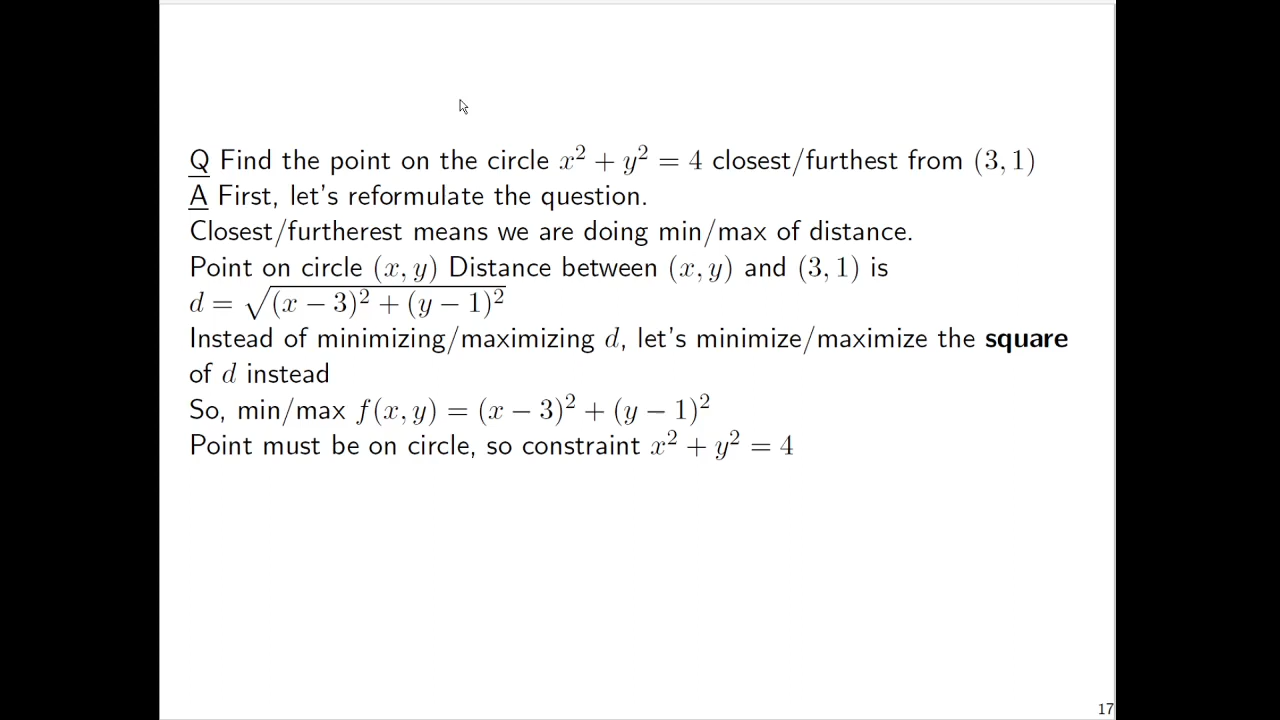 Q Find the point on the circle x² + y² = 4 closest/furthest from (3, 1)
A First, let's reformulate the question.
Closest/furtherest means we are doing min/max of distance.
Point on circle (x, y) Distance between (x, y) and (3, 1) is
d = √((x − 3)² + (y − 1)²)
Instead of minimizing/maximizing d, let's minimize/maximize the square
of d instead
So, min/max f(x, y) = (x − 3)² + (y − 1)²
Point must be on circle, so constraint x² + y² = 4
17